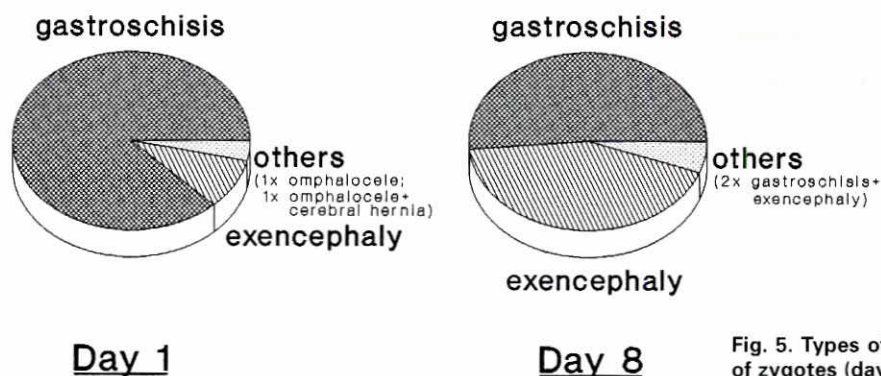 gastroschisis
others
(1x omphalocele;
1x omphalocele+
cerebral hernia)
exencephaly
Day 1
gastroschisis
others
(2x gastroschisis+
exencephaly)
exencephaly
Day 8
Fig. 5. Types of
of zygotes (day